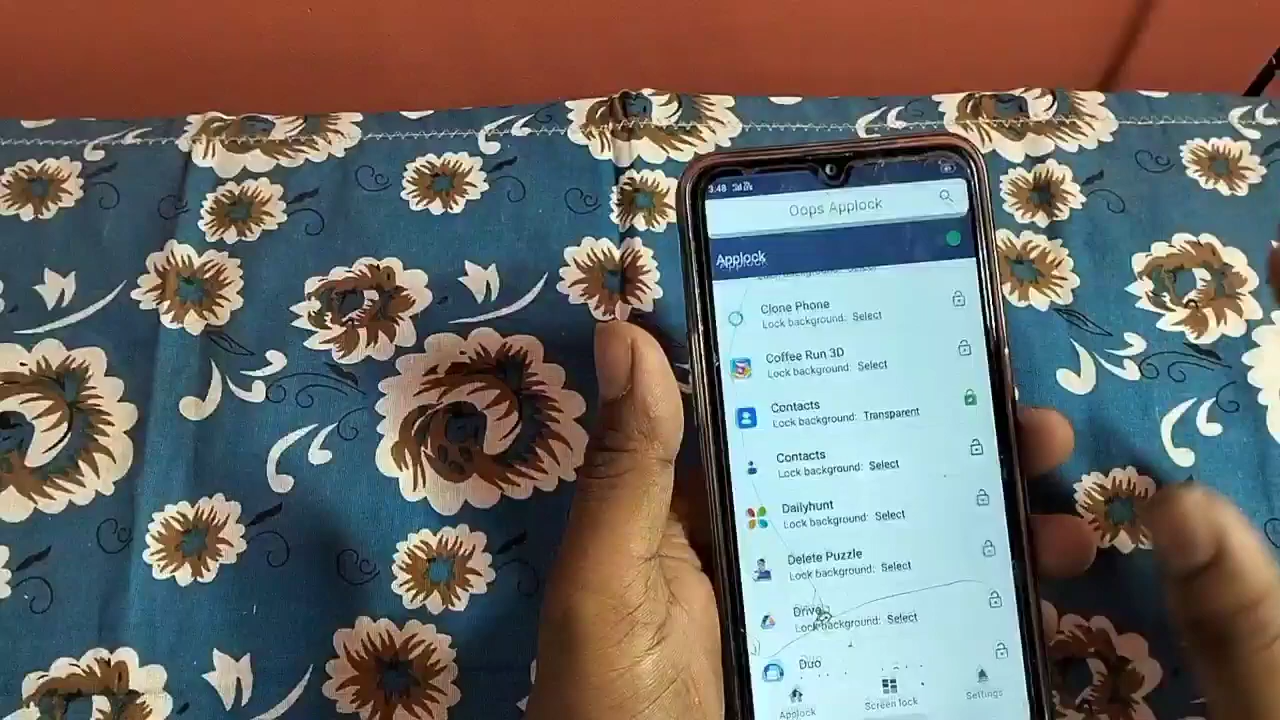 3:48
Oops Applock
Applock
Clone Phone
Lock background: Select
Coffee Run 3D
Lock background: Select
Contacts
Lock background: Transparent
Contacts
Lock background: Select
Dailyhunt
Lock background: Select
Delete Puzzle
Lock background: Select
Drive
Lock background: Select
Duo
Applock
Screen lock
Settings